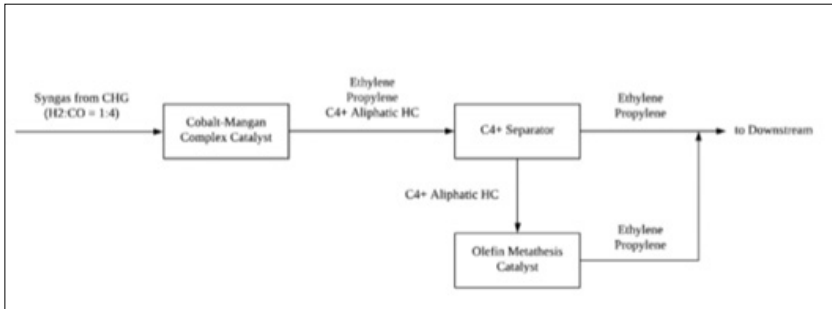 Syngas from CHG
(H2:CO = 1:4)
Cobalt-Mangan
Complex Catalyst
Ethylene
Propylene
C4+ Aliphatic HC
C4+ Separator
Ethylene
Propylene
to Downstream
C4+ Aliphatic HC
Olefin Metathesis
Catalyst
Ethylene
Propylene